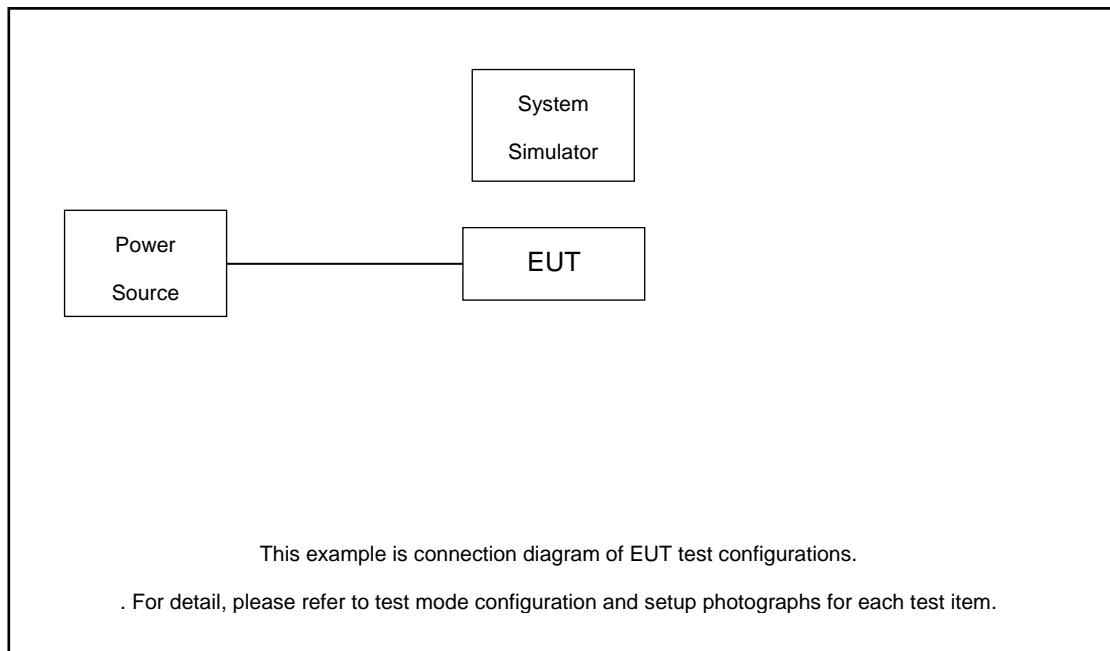 System
Simulator
Power
Source
EUT
This example is connection diagram of EUT test configurations.
. For detail, please refer to test mode configuration and setup photographs for each test item.